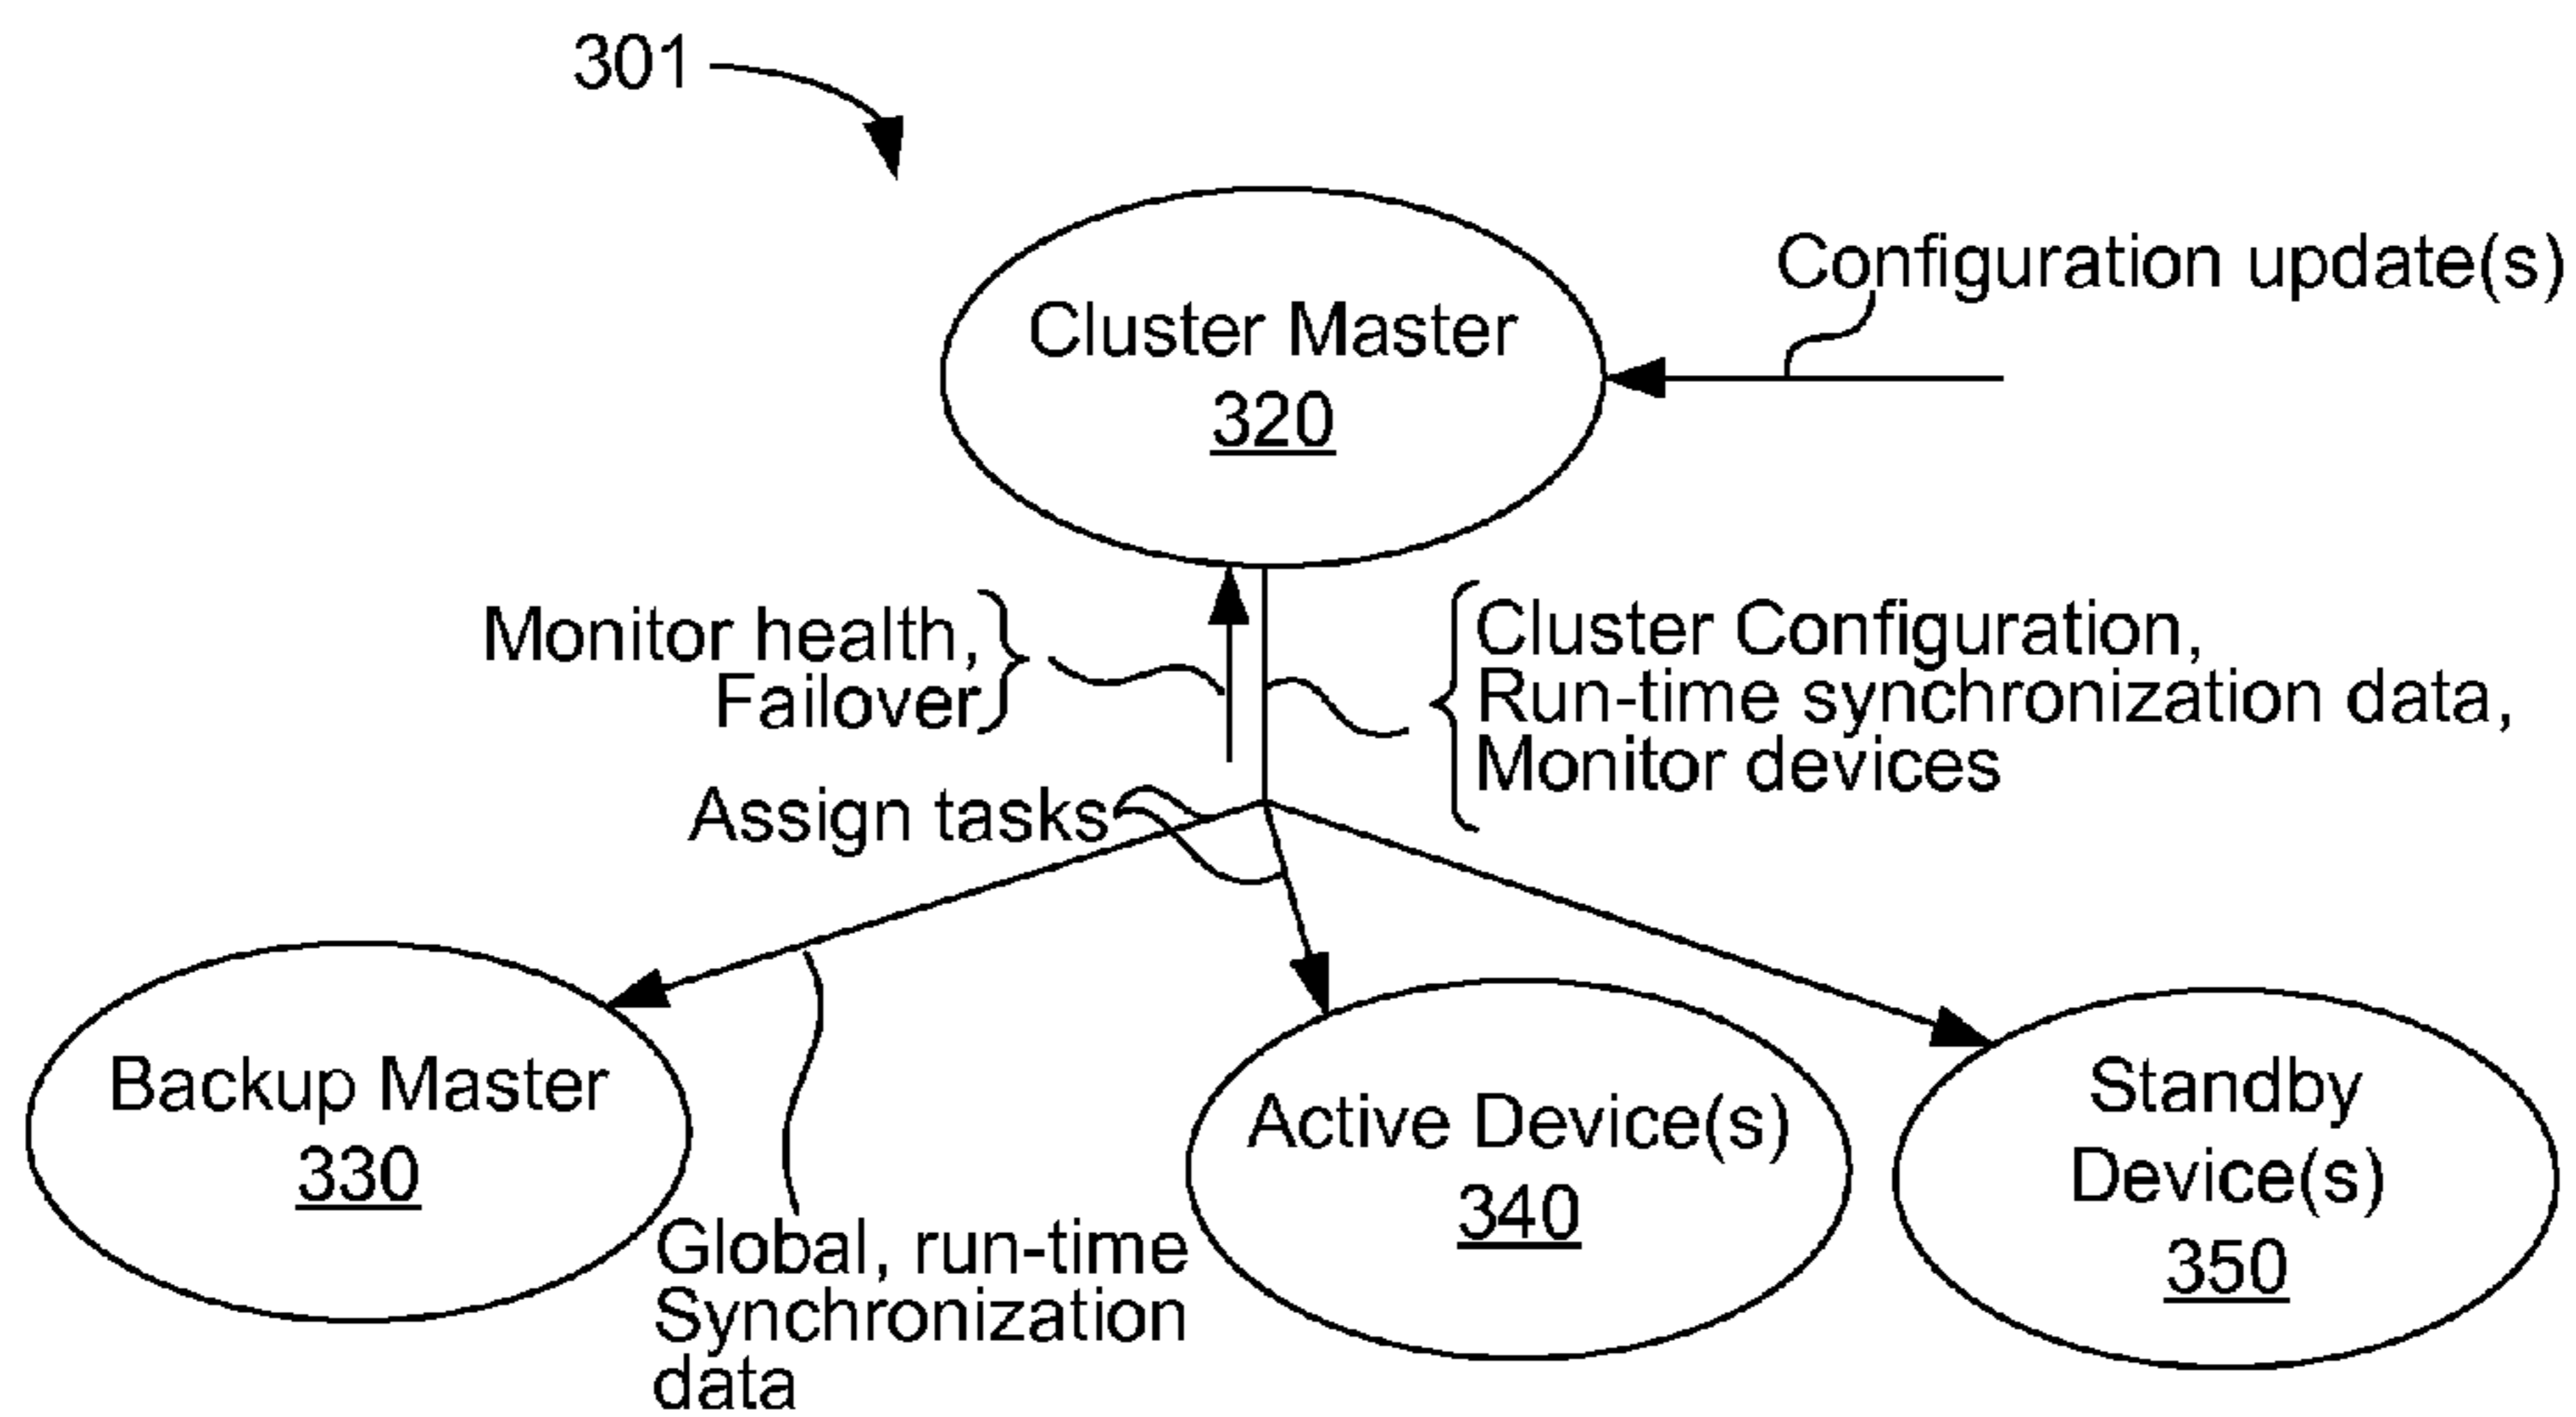 301
Configuration update(s)
Cluster Master
320
Monitor health,
Failover
Cluster Configuration,
Run-time synchronization data,
Monitor devices
Assign tasks
Backup Master
330
Global, run-time
Synchronization
data
Active Device(s)
340
Standby
Device(s)
350